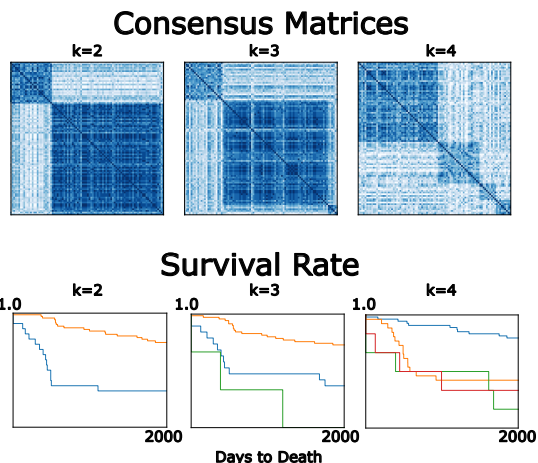 Consensus Matrices
k=2 k=3 k=4
Survival Rate
k=2 k=3 k=4
1.0 1.0 1.0
2000 2000 2000
Days to Death